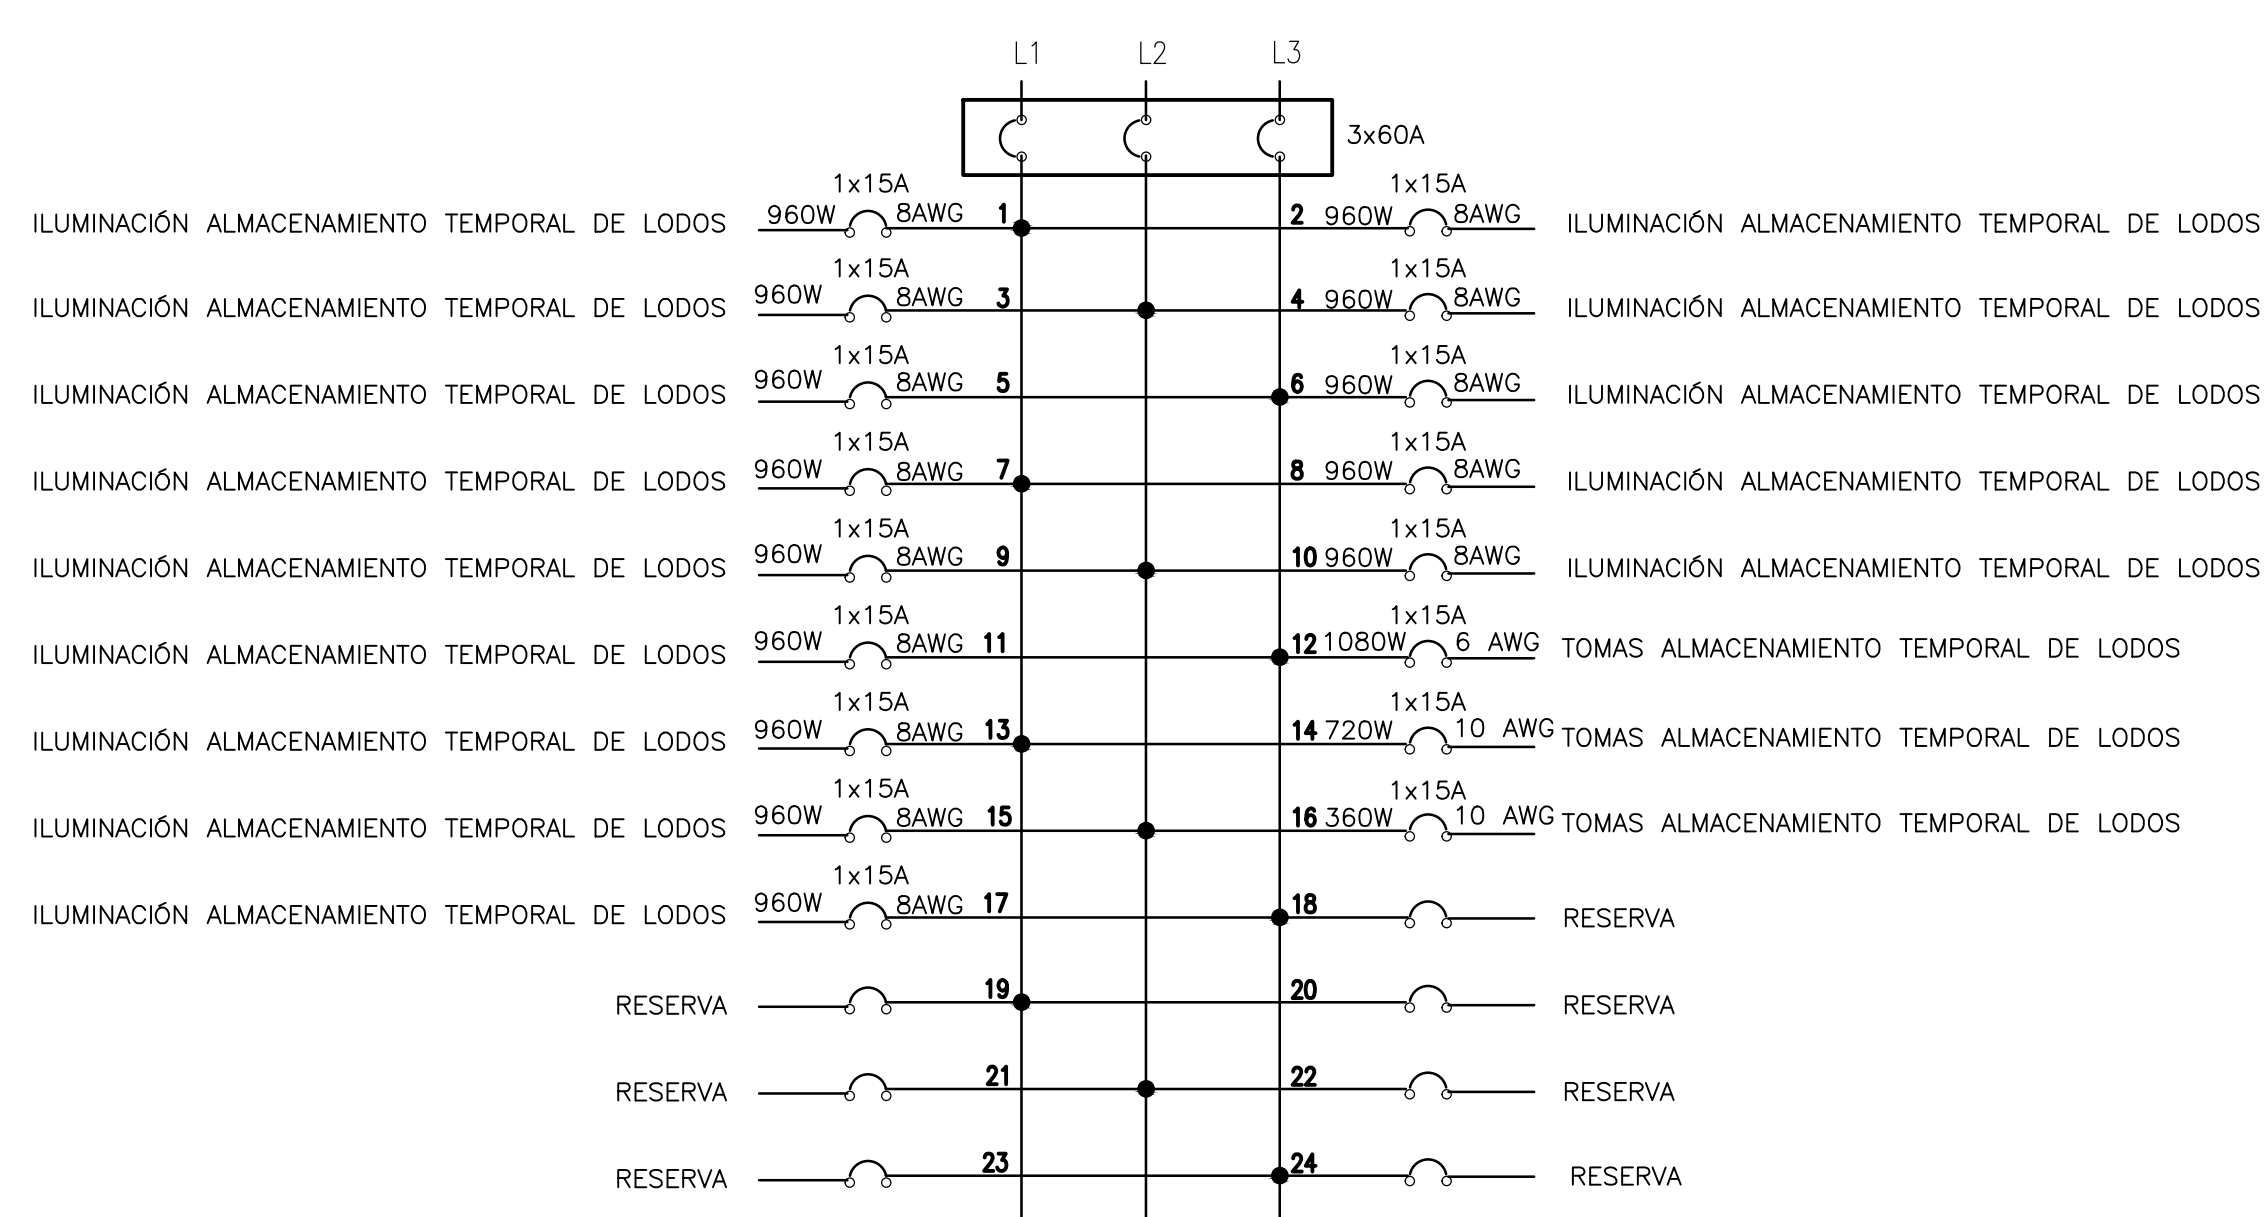 L1 L2 L3
3x60A
1x15A 1x15A
ILUMINACIÓN ALMACENAMIENTO TEMPORAL DE LODOS 960W 8AWG 1 2 960W 8AWG ILUMINACIÓN ALMACENAMIENTO TEMPORAL DE LODOS
1x15A 1x15A
ILUMINACIÓN ALMACENAMIENTO TEMPORAL DE LODOS 960W 8AWG 3 4 960W 8AWG ILUMINACIÓN ALMACENAMIENTO TEMPORAL DE LODOS
1x15A 1x15A
ILUMINACIÓN ALMACENAMIENTO TEMPORAL DE LODOS 960W 8AWG 5 6 960W 8AWG ILUMINACIÓN ALMACENAMIENTO TEMPORAL DE LODOS
1x15A 1x15A
ILUMINACIÓN ALMACENAMIENTO TEMPORAL DE LODOS 960W 8AWG 7 8 960W 8AWG ILUMINACIÓN ALMACENAMIENTO TEMPORAL DE LODOS
1x15A 1x15A
ILUMINACIÓN ALMACENAMIENTO TEMPORAL DE LODOS 960W 8AWG 9 10 960W 8AWG ILUMINACIÓN ALMACENAMIENTO TEMPORAL DE LODOS
1x15A 1x15A
ILUMINACIÓN ALMACENAMIENTO TEMPORAL DE LODOS 960W 8AWG 11 12 1080W 6 AWG TOMAS ALMACENAMIENTO TEMPORAL DE LODOS
1x15A 1x15A
ILUMINACIÓN ALMACENAMIENTO TEMPORAL DE LODOS 960W 8AWG 13 14 720W 10 AWG TOMAS ALMACENAMIENTO TEMPORAL DE LODOS
1x15A 1x15A
ILUMINACIÓN ALMACENAMIENTO TEMPORAL DE LODOS 960W 8AWG 15 16 360W 10 AWG TOMAS ALMACENAMIENTO TEMPORAL DE LODOS
1x15A
ILUMINACIÓN ALMACENAMIENTO TEMPORAL DE LODOS 960W 8AWG 17 18 RESERVA
RESERVA 19 20 RESERVA
RESERVA 21 22 RESERVA
RESERVA 23 24 RESERVA